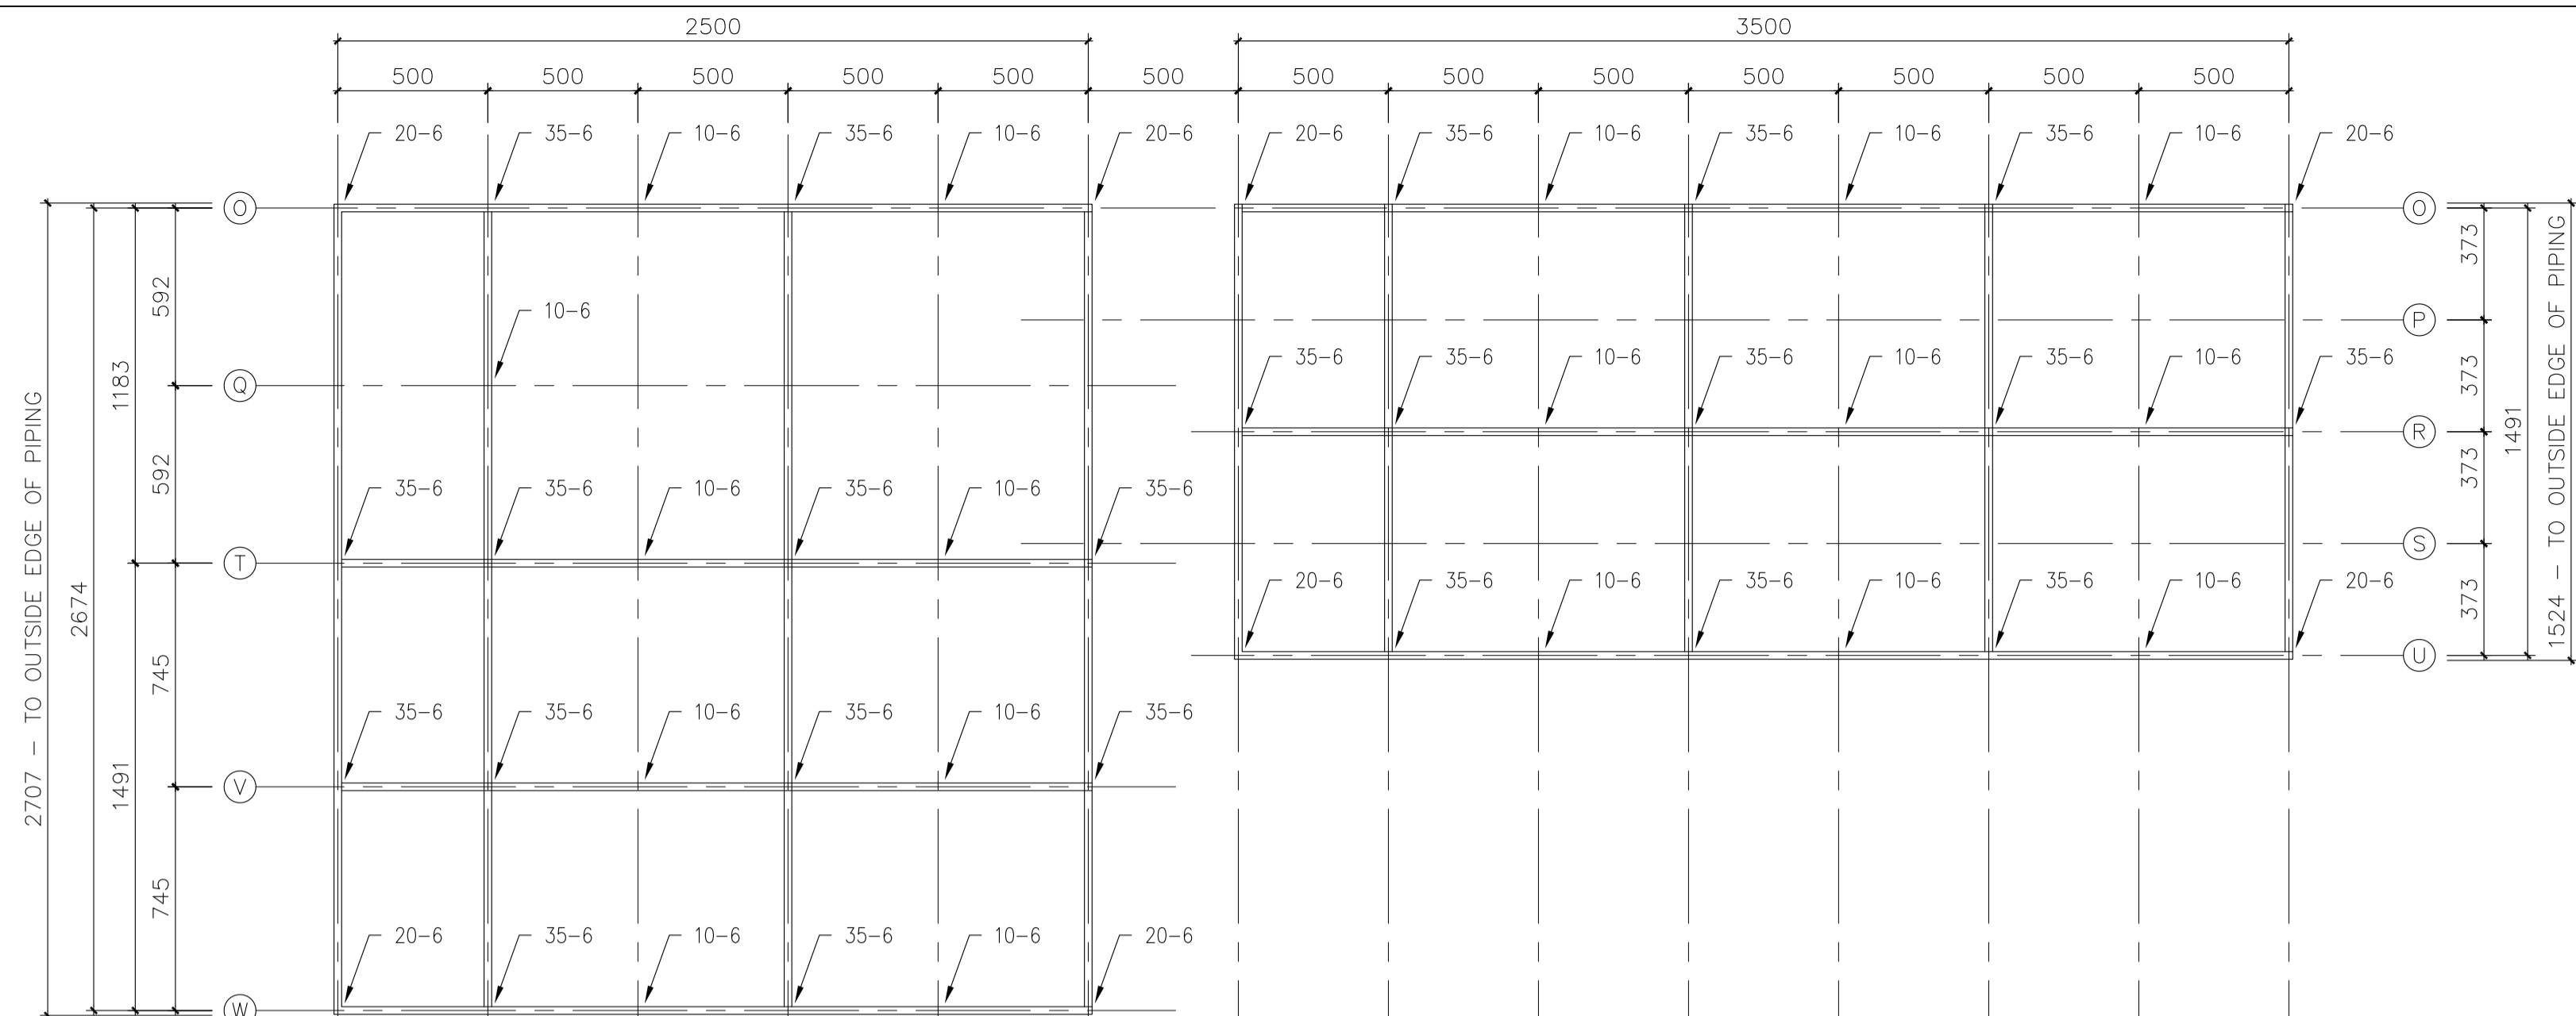 2500 3500
500 500 500 500 500 500 500 500 500 500 500 500 500
20-6 35-6 10-6 35-6 10-6 20-6 20-6 35-6 10-6 35-6 10-6 35-6 10-6 20-6
O O
373
592
10-6
P
1183
35-6 35-6 10-6 35-6 10-6 35-6 10-6 35-6
373
Q
R
1491
1524 - TO OUTSIDE EDGE OF PIPING
592
373
35-6 35-6 10-6 35-6 10-6 35-6
S
T
2707 - TO OUTSIDE EDGE OF PIPING
2674
20-6 35-6 10-6 35-6 10-6 35-6 10-6 20-6
373
U
745
35-6 35-6 10-6 35-6 10-6 35-6
V
1491
745
20-6 35-6 10-6 35-6 10-6 20-6
W